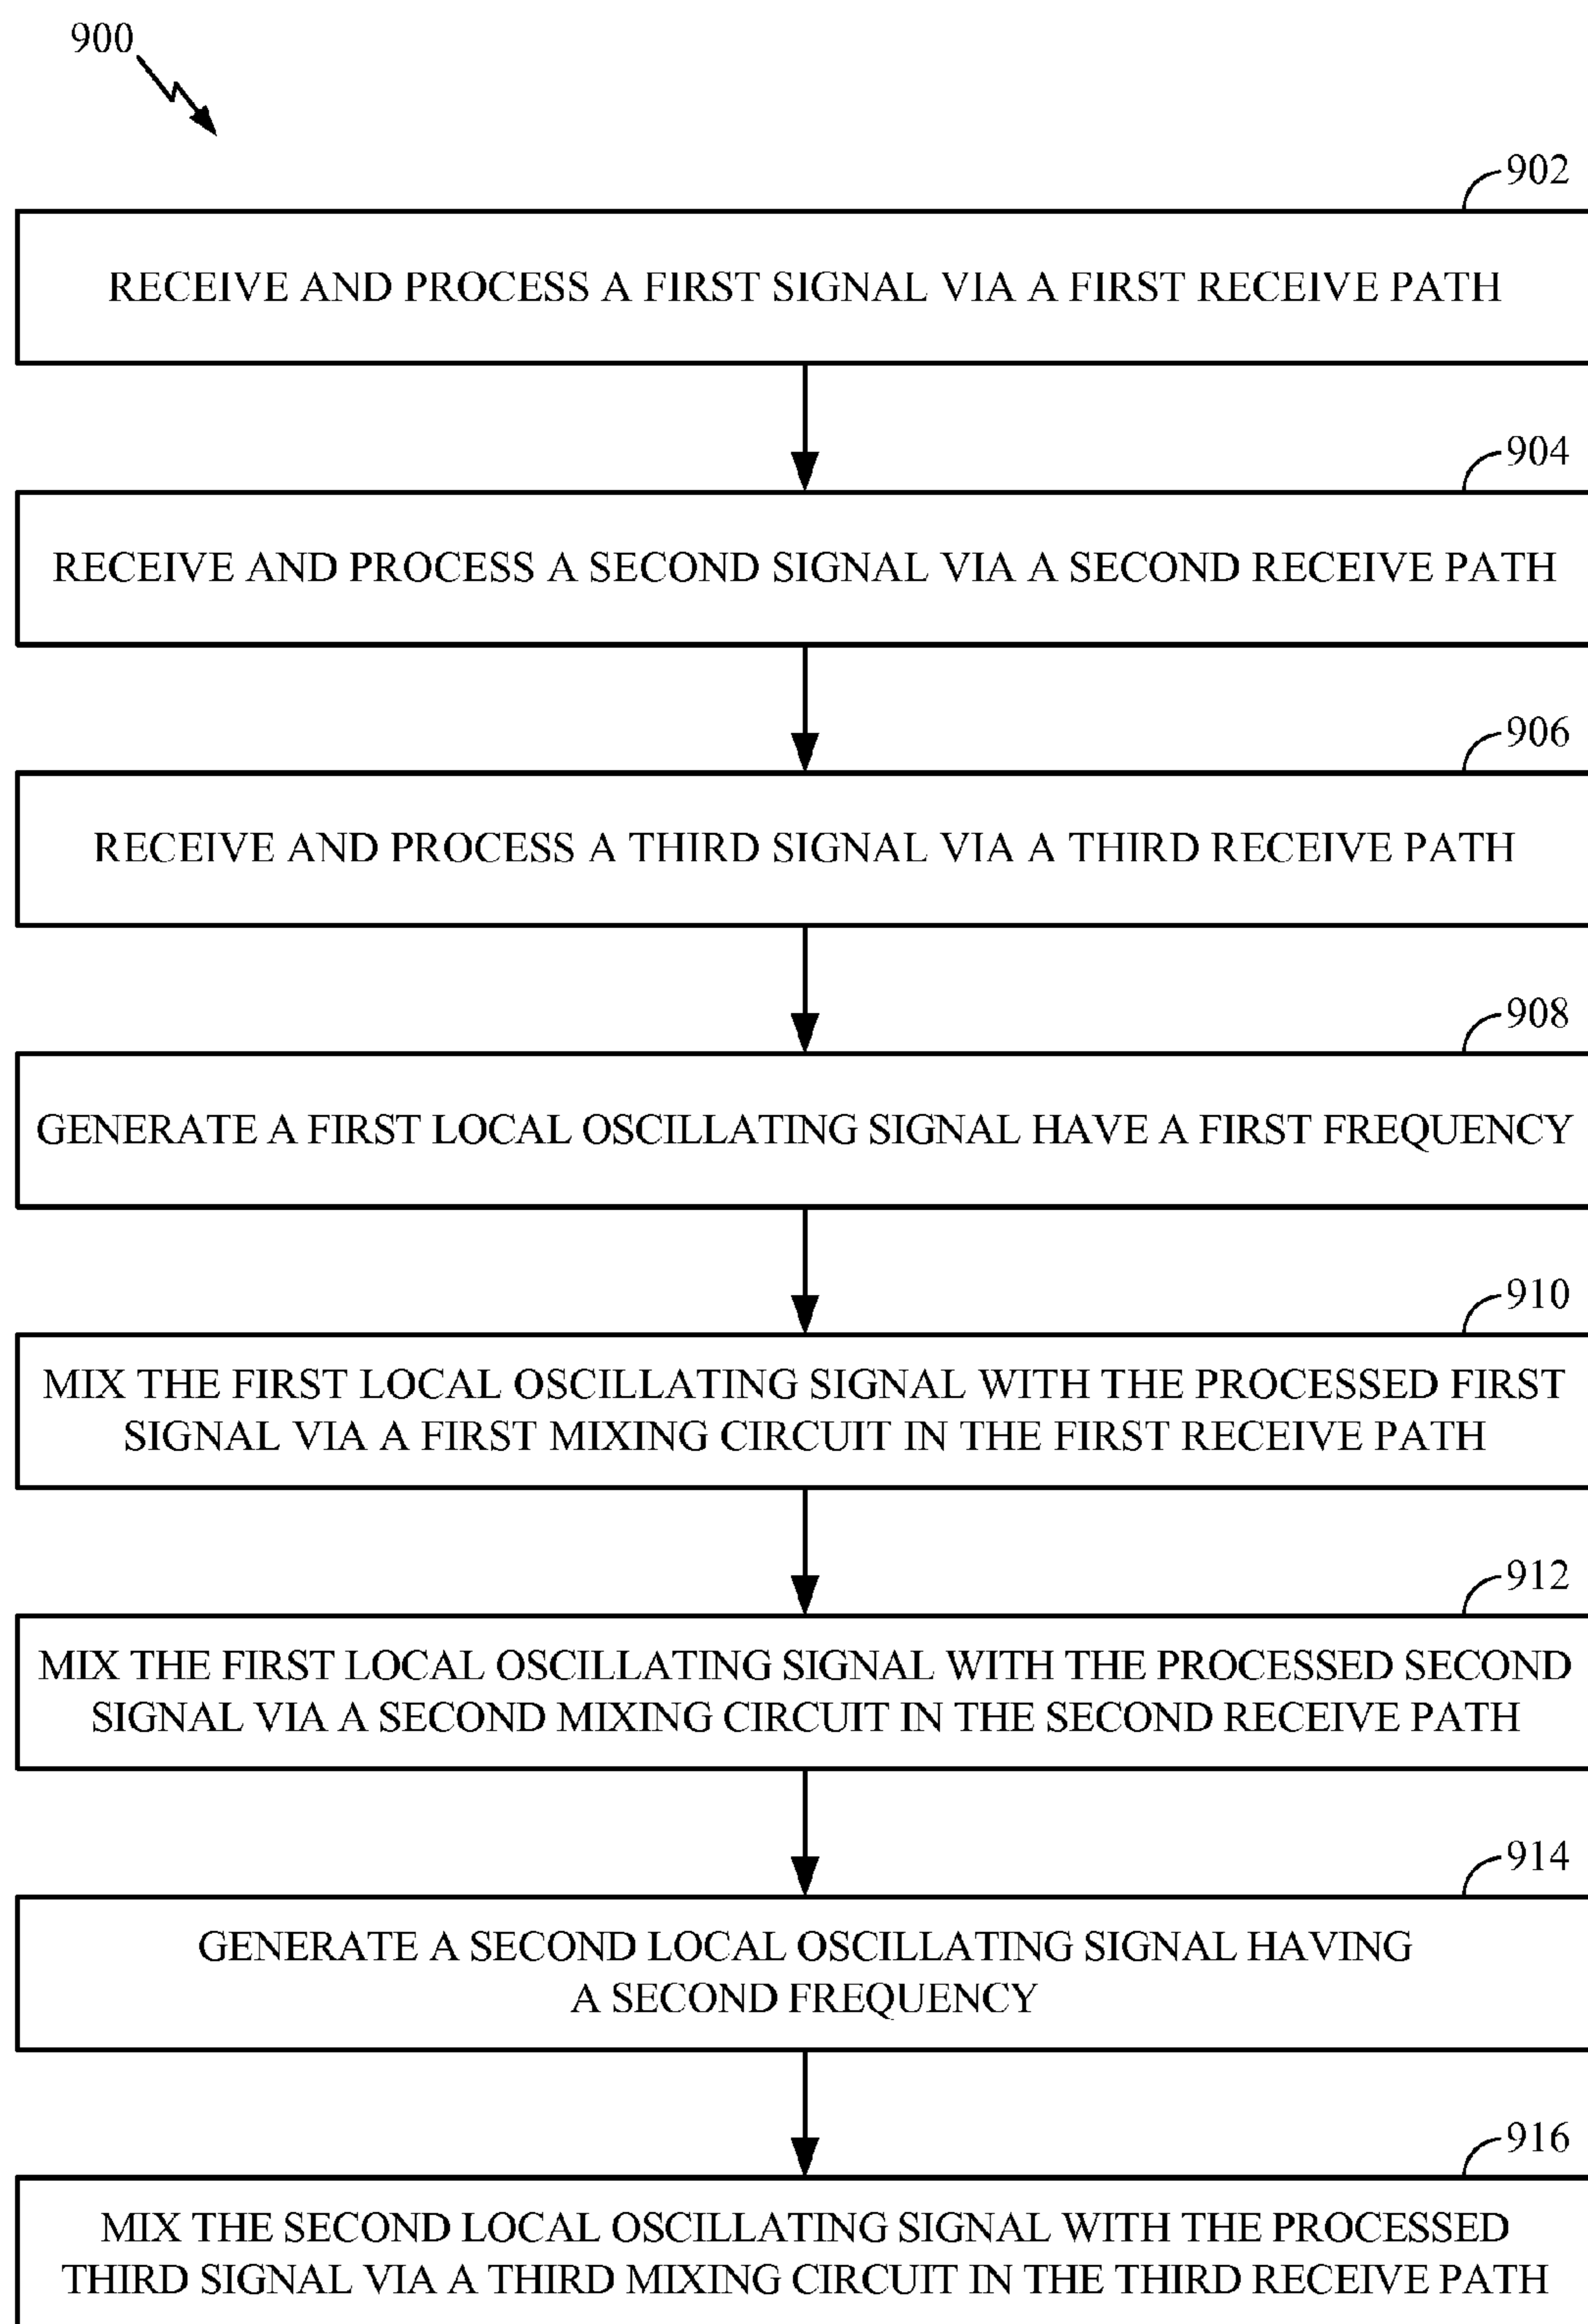 900
902
RECEIVE AND PROCESS A FIRST SIGNAL VIA A FIRST RECEIVE PATH
904
RECEIVE AND PROCESS A SECOND SIGNAL VIA A SECOND RECEIVE PATH
906
RECEIVE AND PROCESS A THIRD SIGNAL VIA A THIRD RECEIVE PATH
908
GENERATE A FIRST LOCAL OSCILLATING SIGNAL HAVE A FIRST FREQUENCY
910
MIX THE FIRST LOCAL OSCILLATING SIGNAL WITH THE PROCESSED FIRST
SIGNAL VIA A FIRST MIXING CIRCUIT IN THE FIRST RECEIVE PATH
912
MIX THE FIRST LOCAL OSCILLATING SIGNAL WITH THE PROCESSED SECOND
SIGNAL VIA A SECOND MIXING CIRCUIT IN THE SECOND RECEIVE PATH
914
GENERATE A SECOND LOCAL OSCILLATING SIGNAL HAVING
A SECOND FREQUENCY
916
MIX THE SECOND LOCAL OSCILLATING SIGNAL WITH THE PROCESSED
THIRD SIGNAL VIA A THIRD MIXING CIRCUIT IN THE THIRD RECEIVE PATH